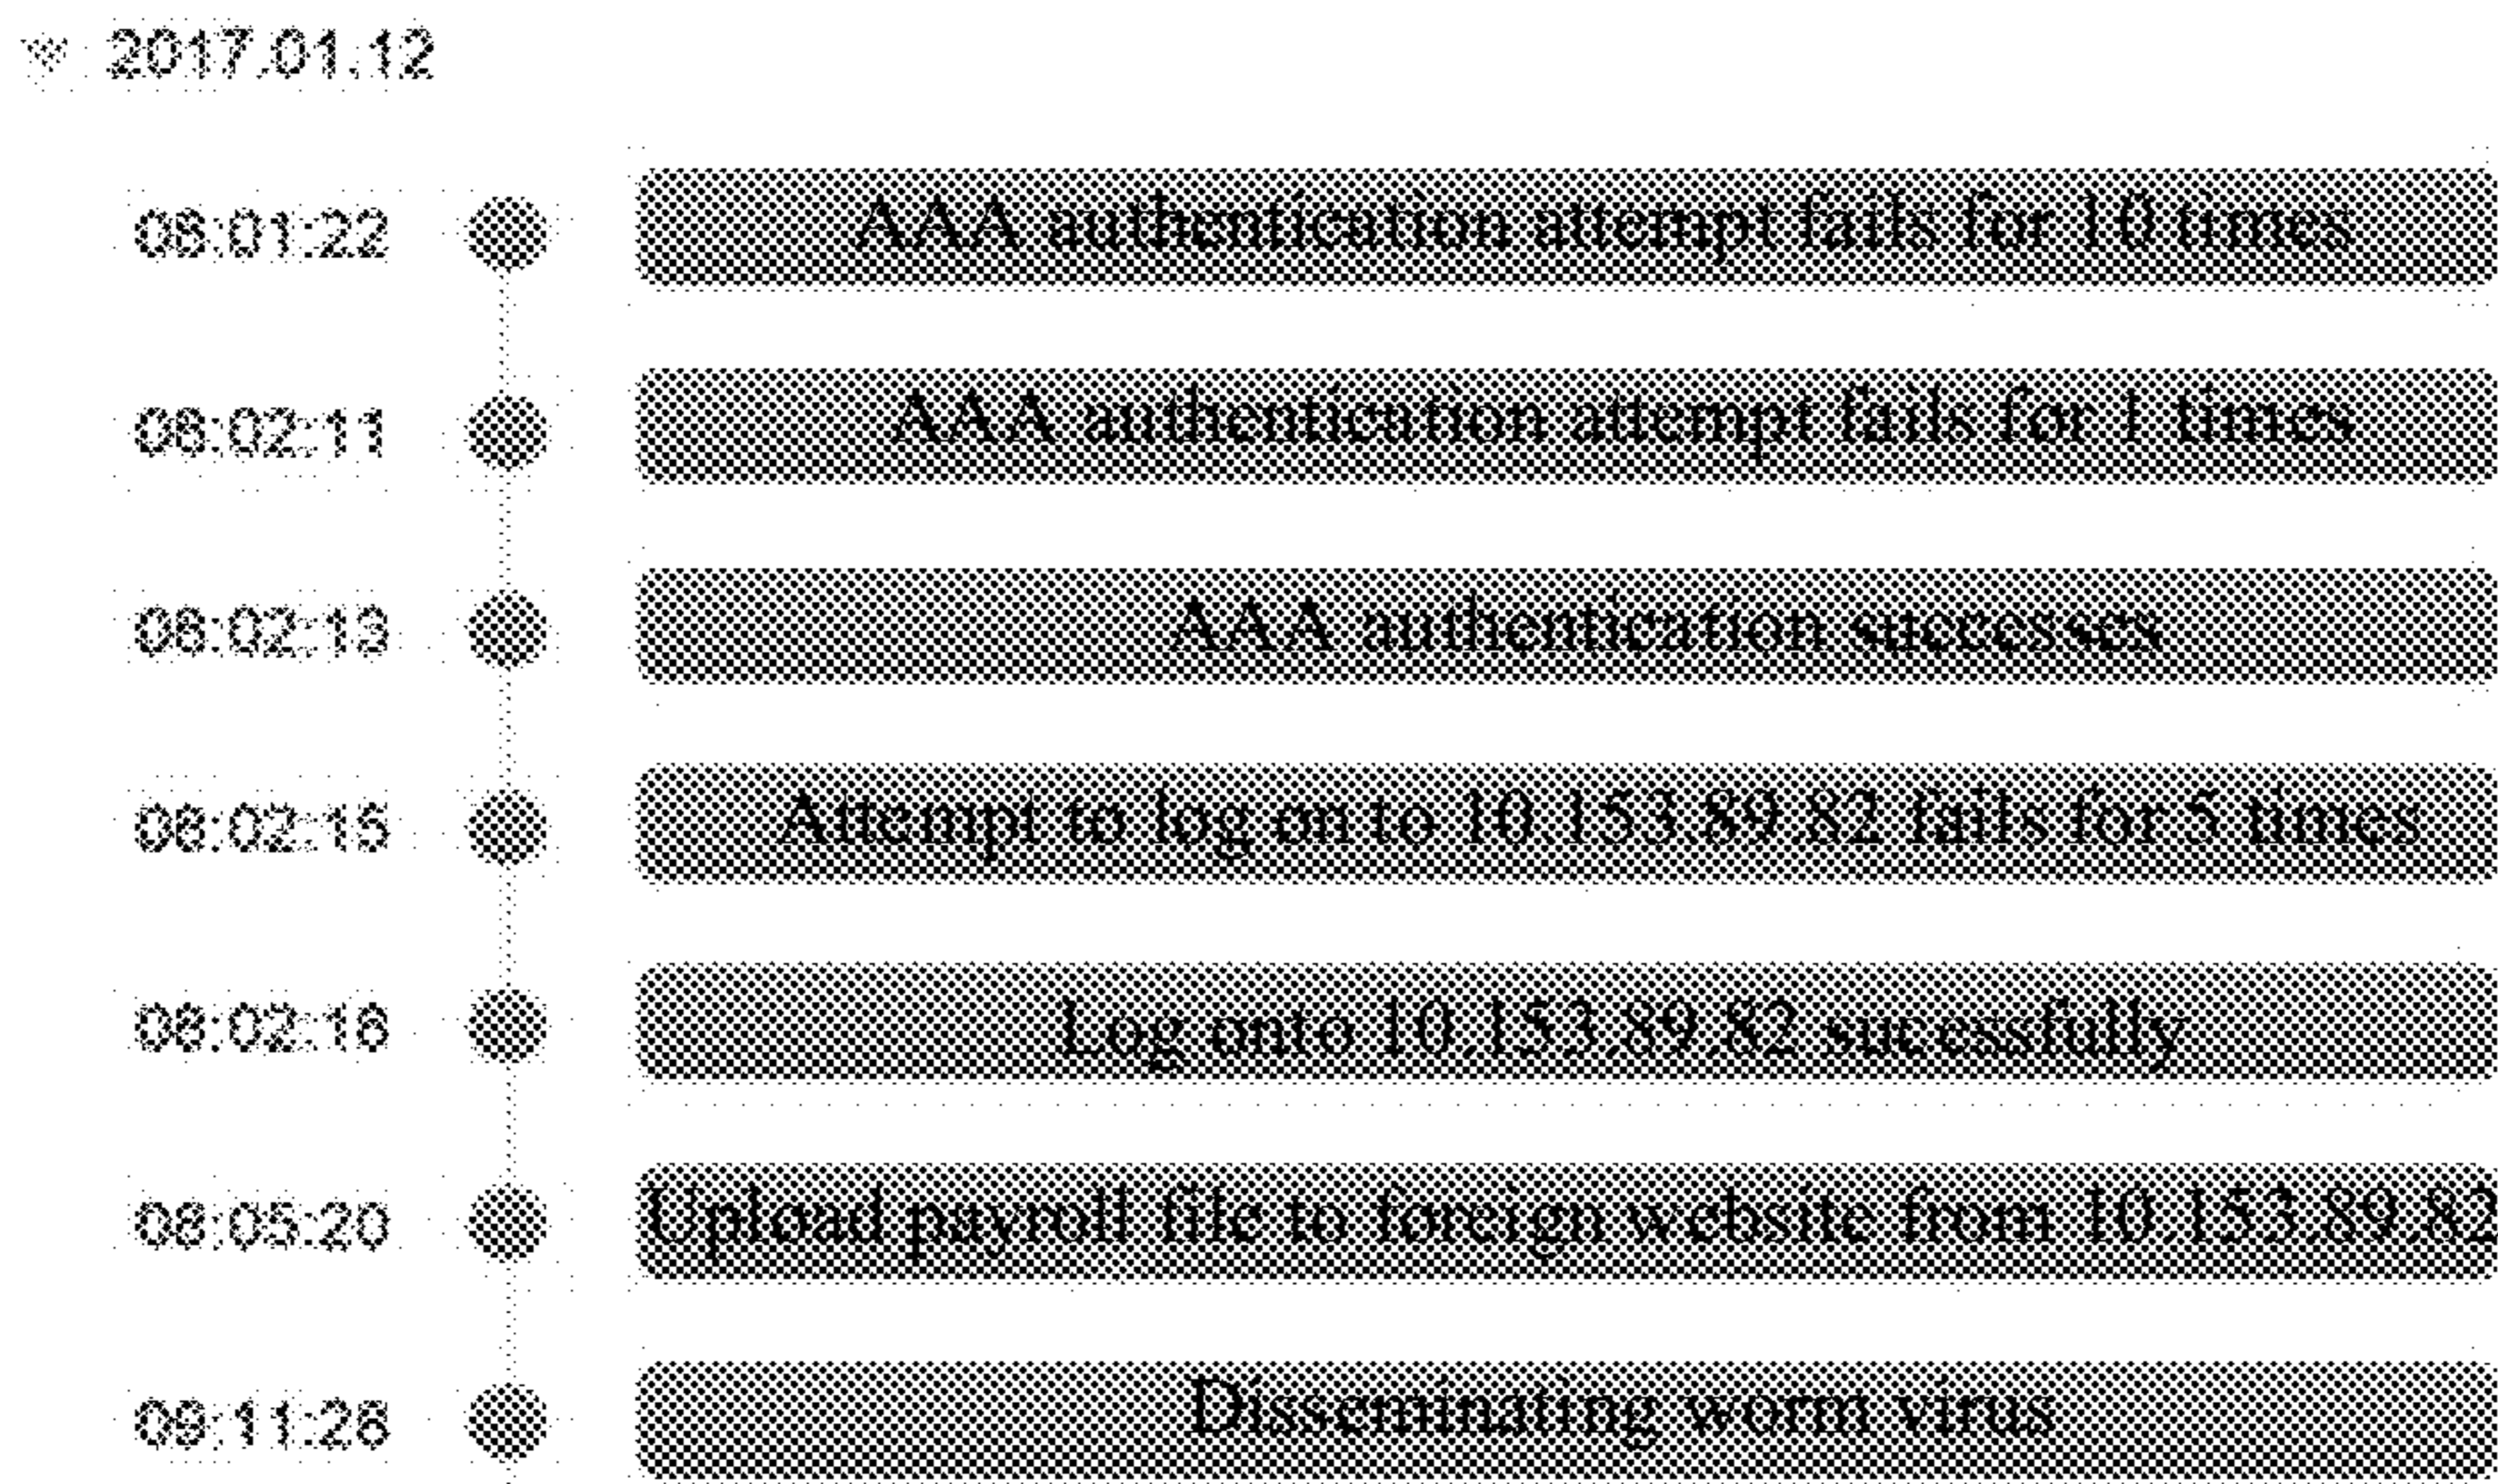 2017.01.12
08:01:22 AAA authentication attempt fails for 10 times
08:02:11 AAA authentication attempt fails for 1 times
08:02:13 AAA authentication successes
08:02:15 Attempt to log on to 10.153.89.82 fails for 5 times
08:02:16 Log onto 10.153.89.82 sucessfully
08:05:20 Upload payroll file to foreign website from 10.153.89.82
Disseminating worm virus